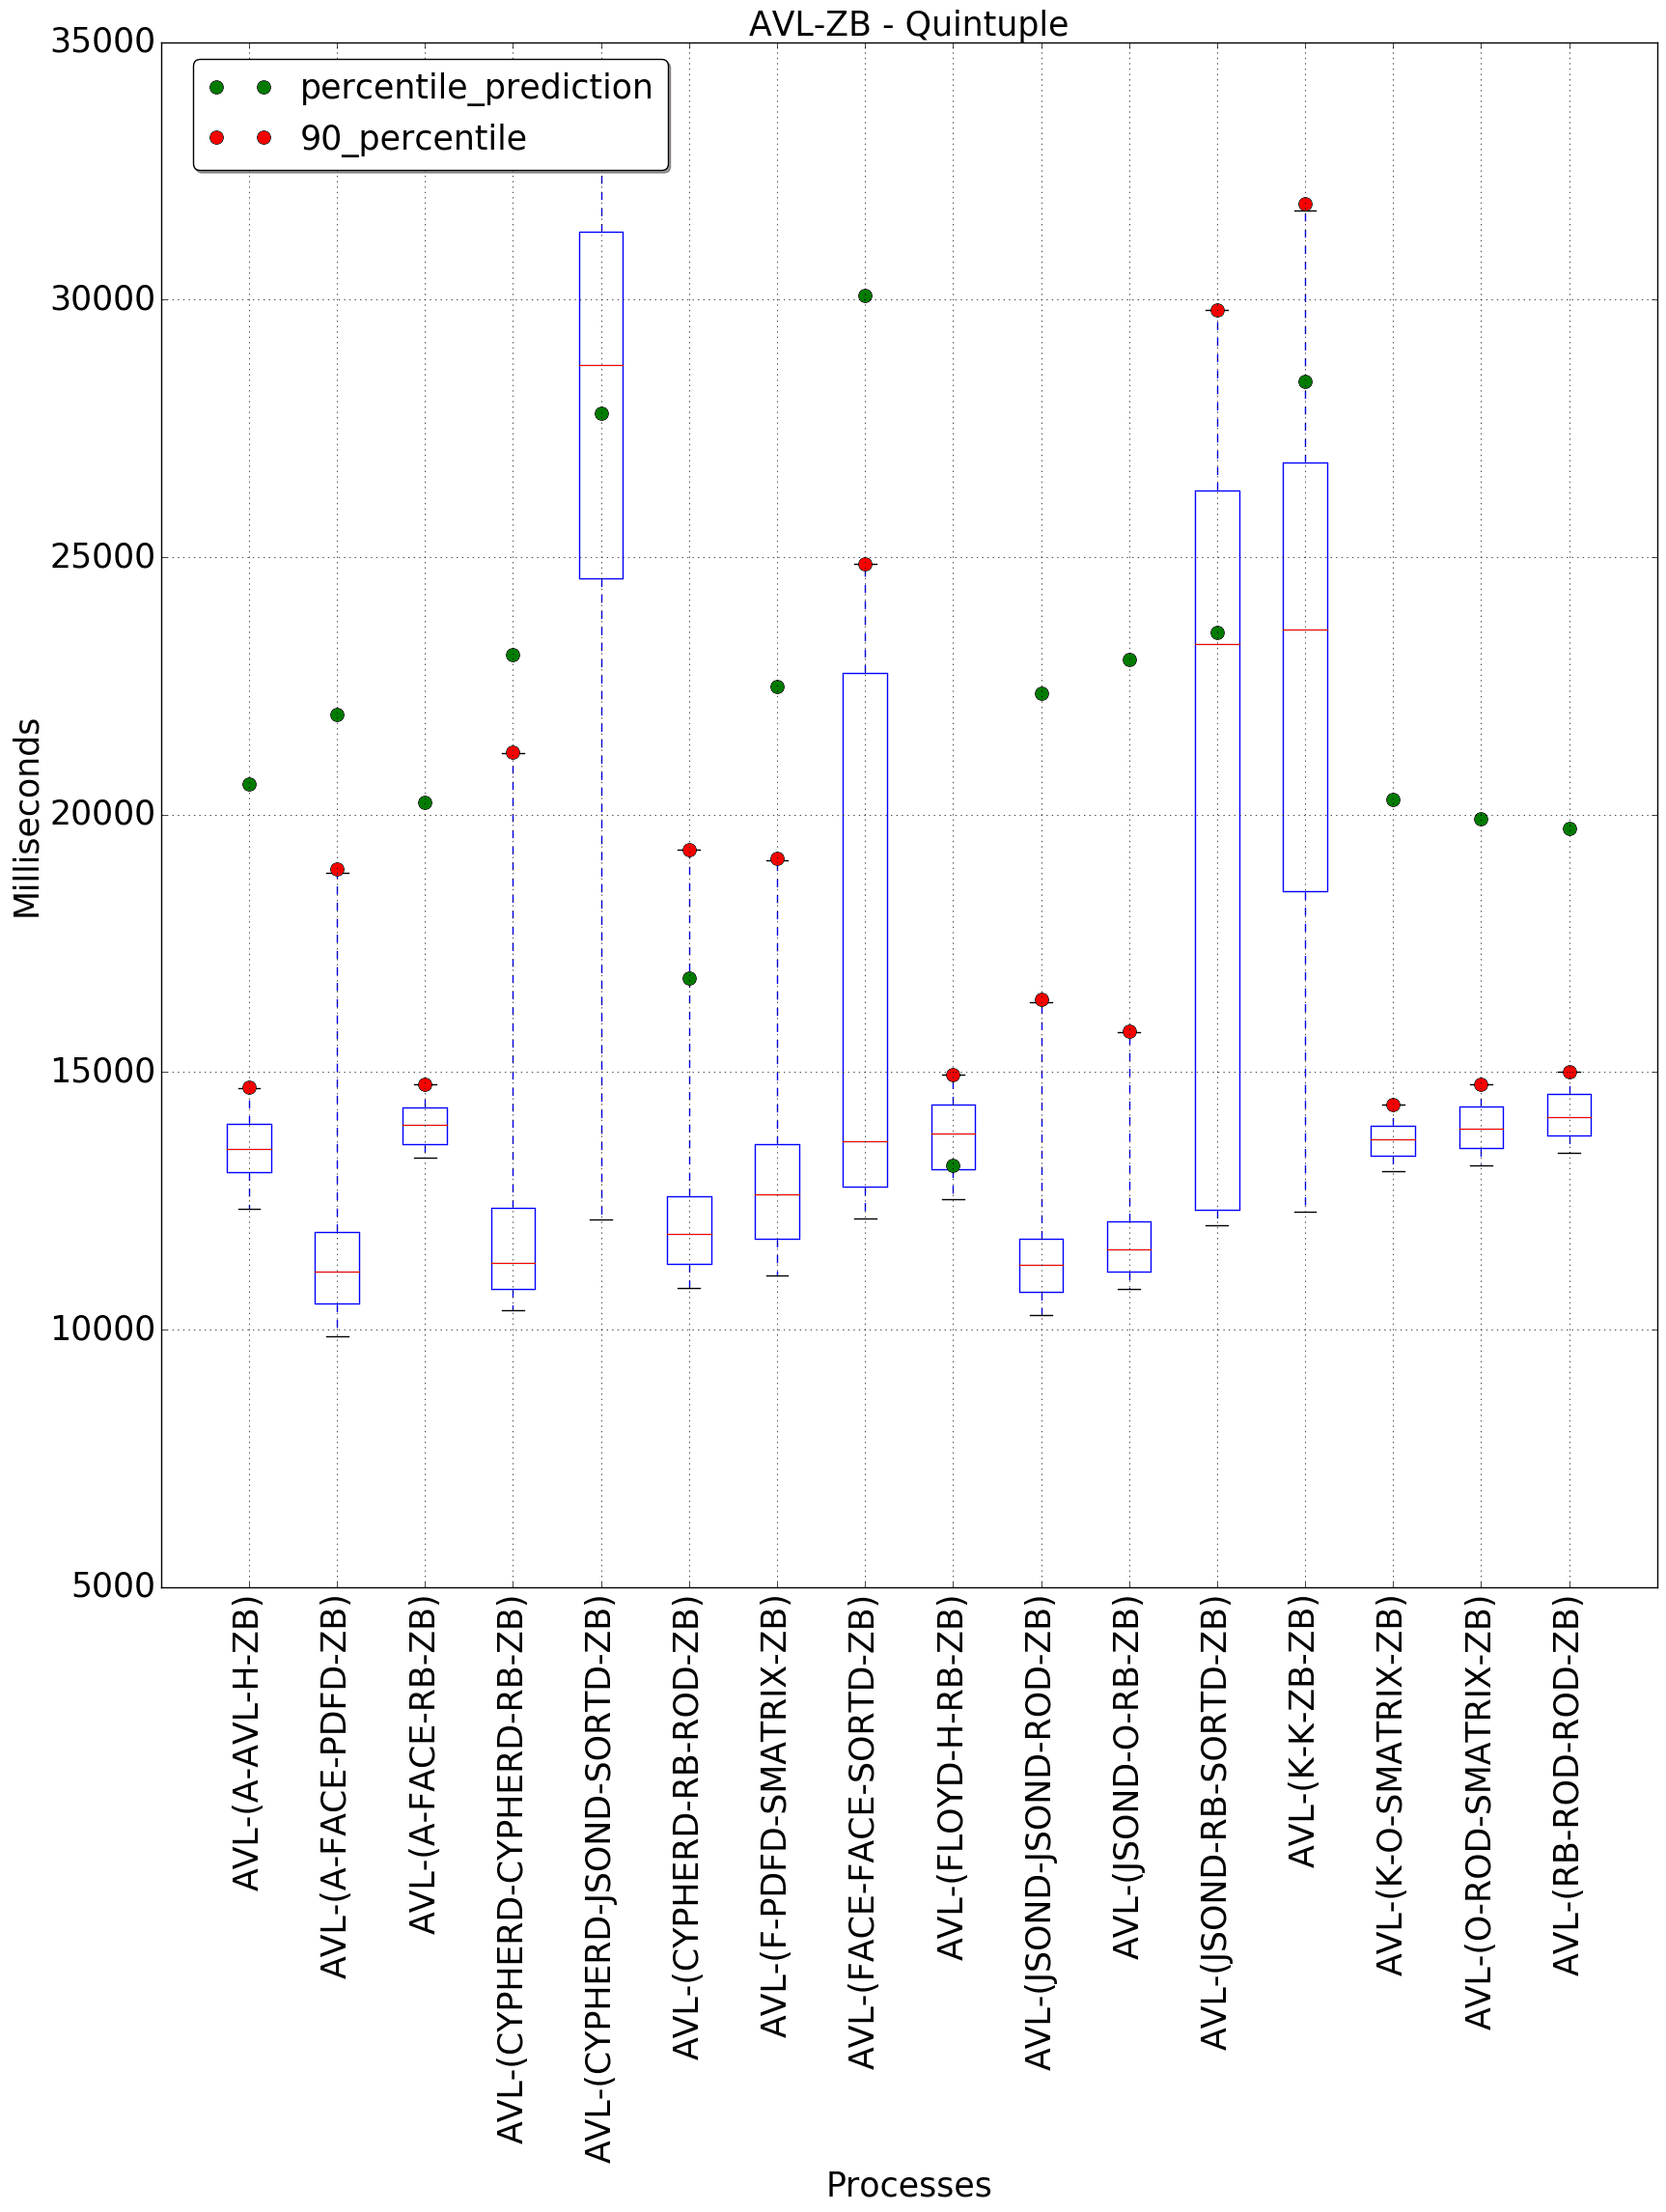 AVL-ZB - Quintuple
percentile_prediction
90_percentile
35000
30000
25000
20000
15000
10000
5000
Milliseconds
AVL-(A-AVL-H-ZB)
AVL-(A-FACE-PDFD-ZB)
AVL-(A-FACE-RB-ZB)
AVL-(CYPHERD-CYPHERD-RB-ZB)
AVL-(CYPHERD-JSOND-SORTD-ZB)
AVL-(CYPHERD-RB-ROD-ZB)
AVL-(F-PDFD-SMATRIX-ZB)
AVL-(FACE-FACE-SORTD-ZB)
AVL-(FLOYD-H-RB-ZB)
AVL-(JSOND-JSOND-ROD-ZB)
AVL-(JSOND-O-RB-ZB)
AVL-(JSOND-RB-SORTD-ZB)
AVL-(K-K-ZB-ZB)
AVL-(K-O-SMATRIX-ZB)
AVL-(O-ROD-SMATRIX-ZB)
AVL-(RB-ROD-ROD-ZB)
Processes